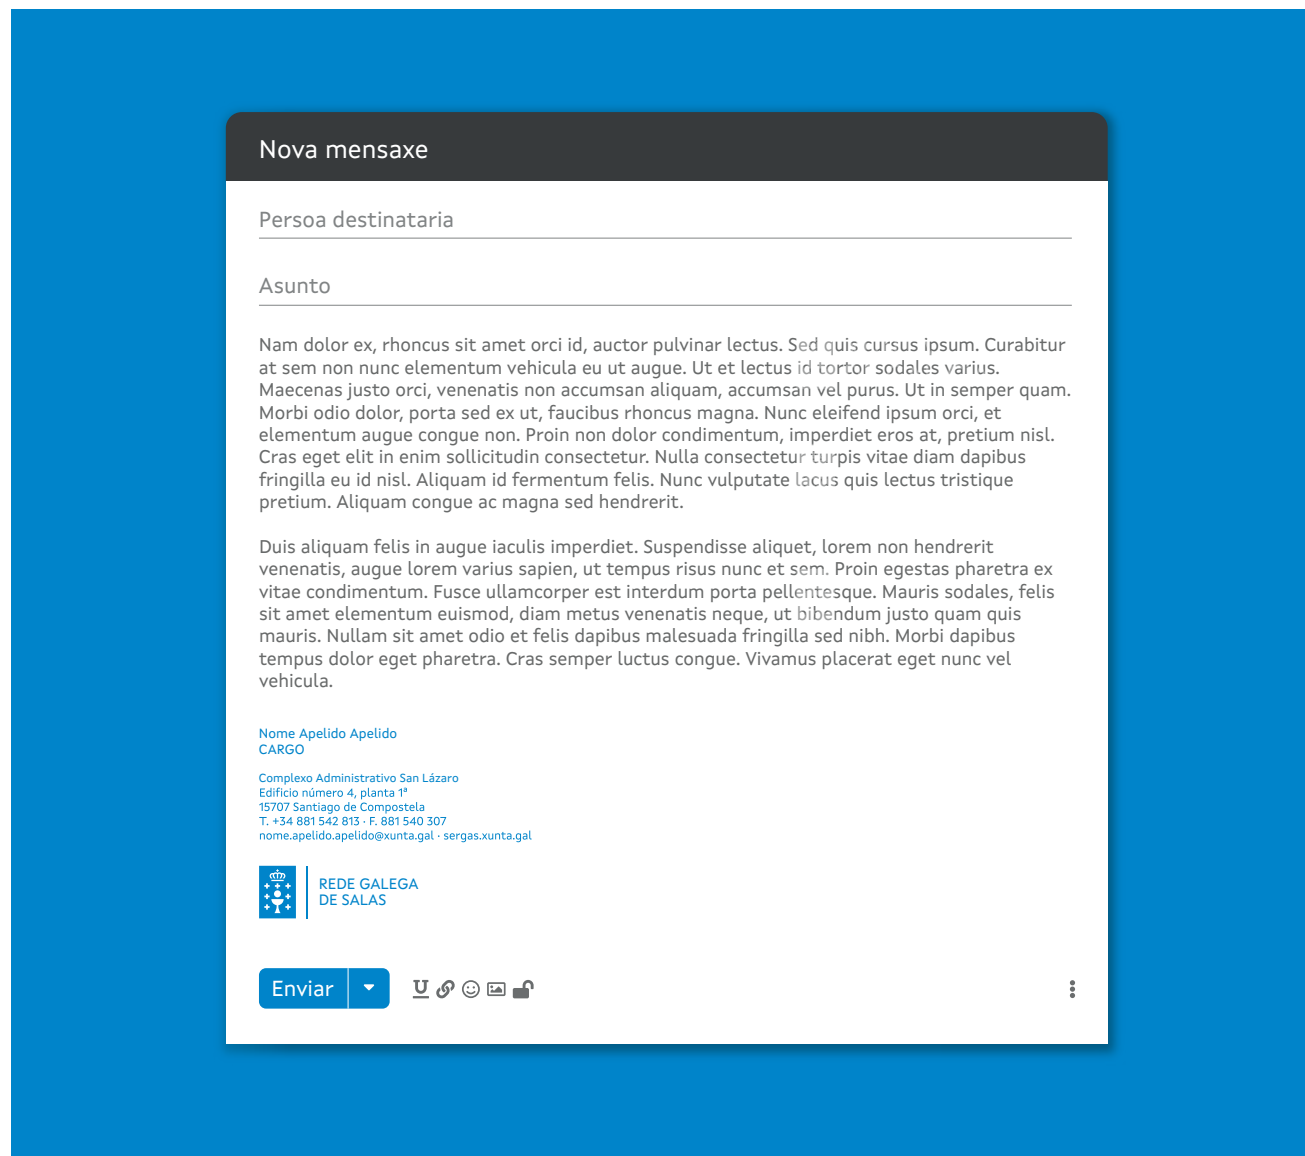 Nova mensaxe
Persoa destinataria
Asunto
Nam dolor ex, rhoncus sit amet orci id, auctor pulvinar lectus. Sed quis cursus ipsum. Curabitur
at sem non nunc elementum vehicula eu ut augue. Ut et lectus id tortor sodales varius.
Maecenas justo orci, venenatis non accumsan aliquam, accumsan vel purus. Ut in semper quam.
Morbi odio dolor, porta sed ex ut, faucibus rhoncus magna. Nunc eleifend ipsum orci, et
elementum augue congue non. Proin non dolor condimentum, imperdiet eros at, pretium nisl.
Cras eget elit in enim sollicitudin consectetur. Nulla consectetur turpis vitae diam dapibus
fringilla eu id nisl. Aliquam id fermentum felis. Nunc vulputate lacus quis lectus tristique
pretium. Aliquam congue ac magna sed hendrerit.
Duis aliquam felis in augue iaculis imperdiet. Suspendisse aliquet, lorem non hendrerit
venenatis, augue lorem varius sapien, ut tempus risus nunc et sem. Proin egestas pharetra ex
vitae condimentum. Fusce ullamcorper est interdum porta pellentesque. Mauris sodales, felis
sit amet elementum euismod, diam metus venenatis neque, ut bibendum justo quam quis
mauris. Nullam sit amet odio et felis dapibus malesuada fringilla sed nibh. Morbi dapibus
tempus dolor eget pharetra. Cras semper luctus congue. Vivamus placerat eget nunc vel
vehicula.
Nome Apelido Apelido
CARGO
Complexo Administrativo San Lázaro
Edificio número 4, planta 1ª
15707 Santiago de Compostela
T. +34 881 542 813 · F. 881 540 307
nome.apelido.apelido@xunta.gal · sergas.xunta.gal
REDE GALEGA
DE SALAS
Enviar